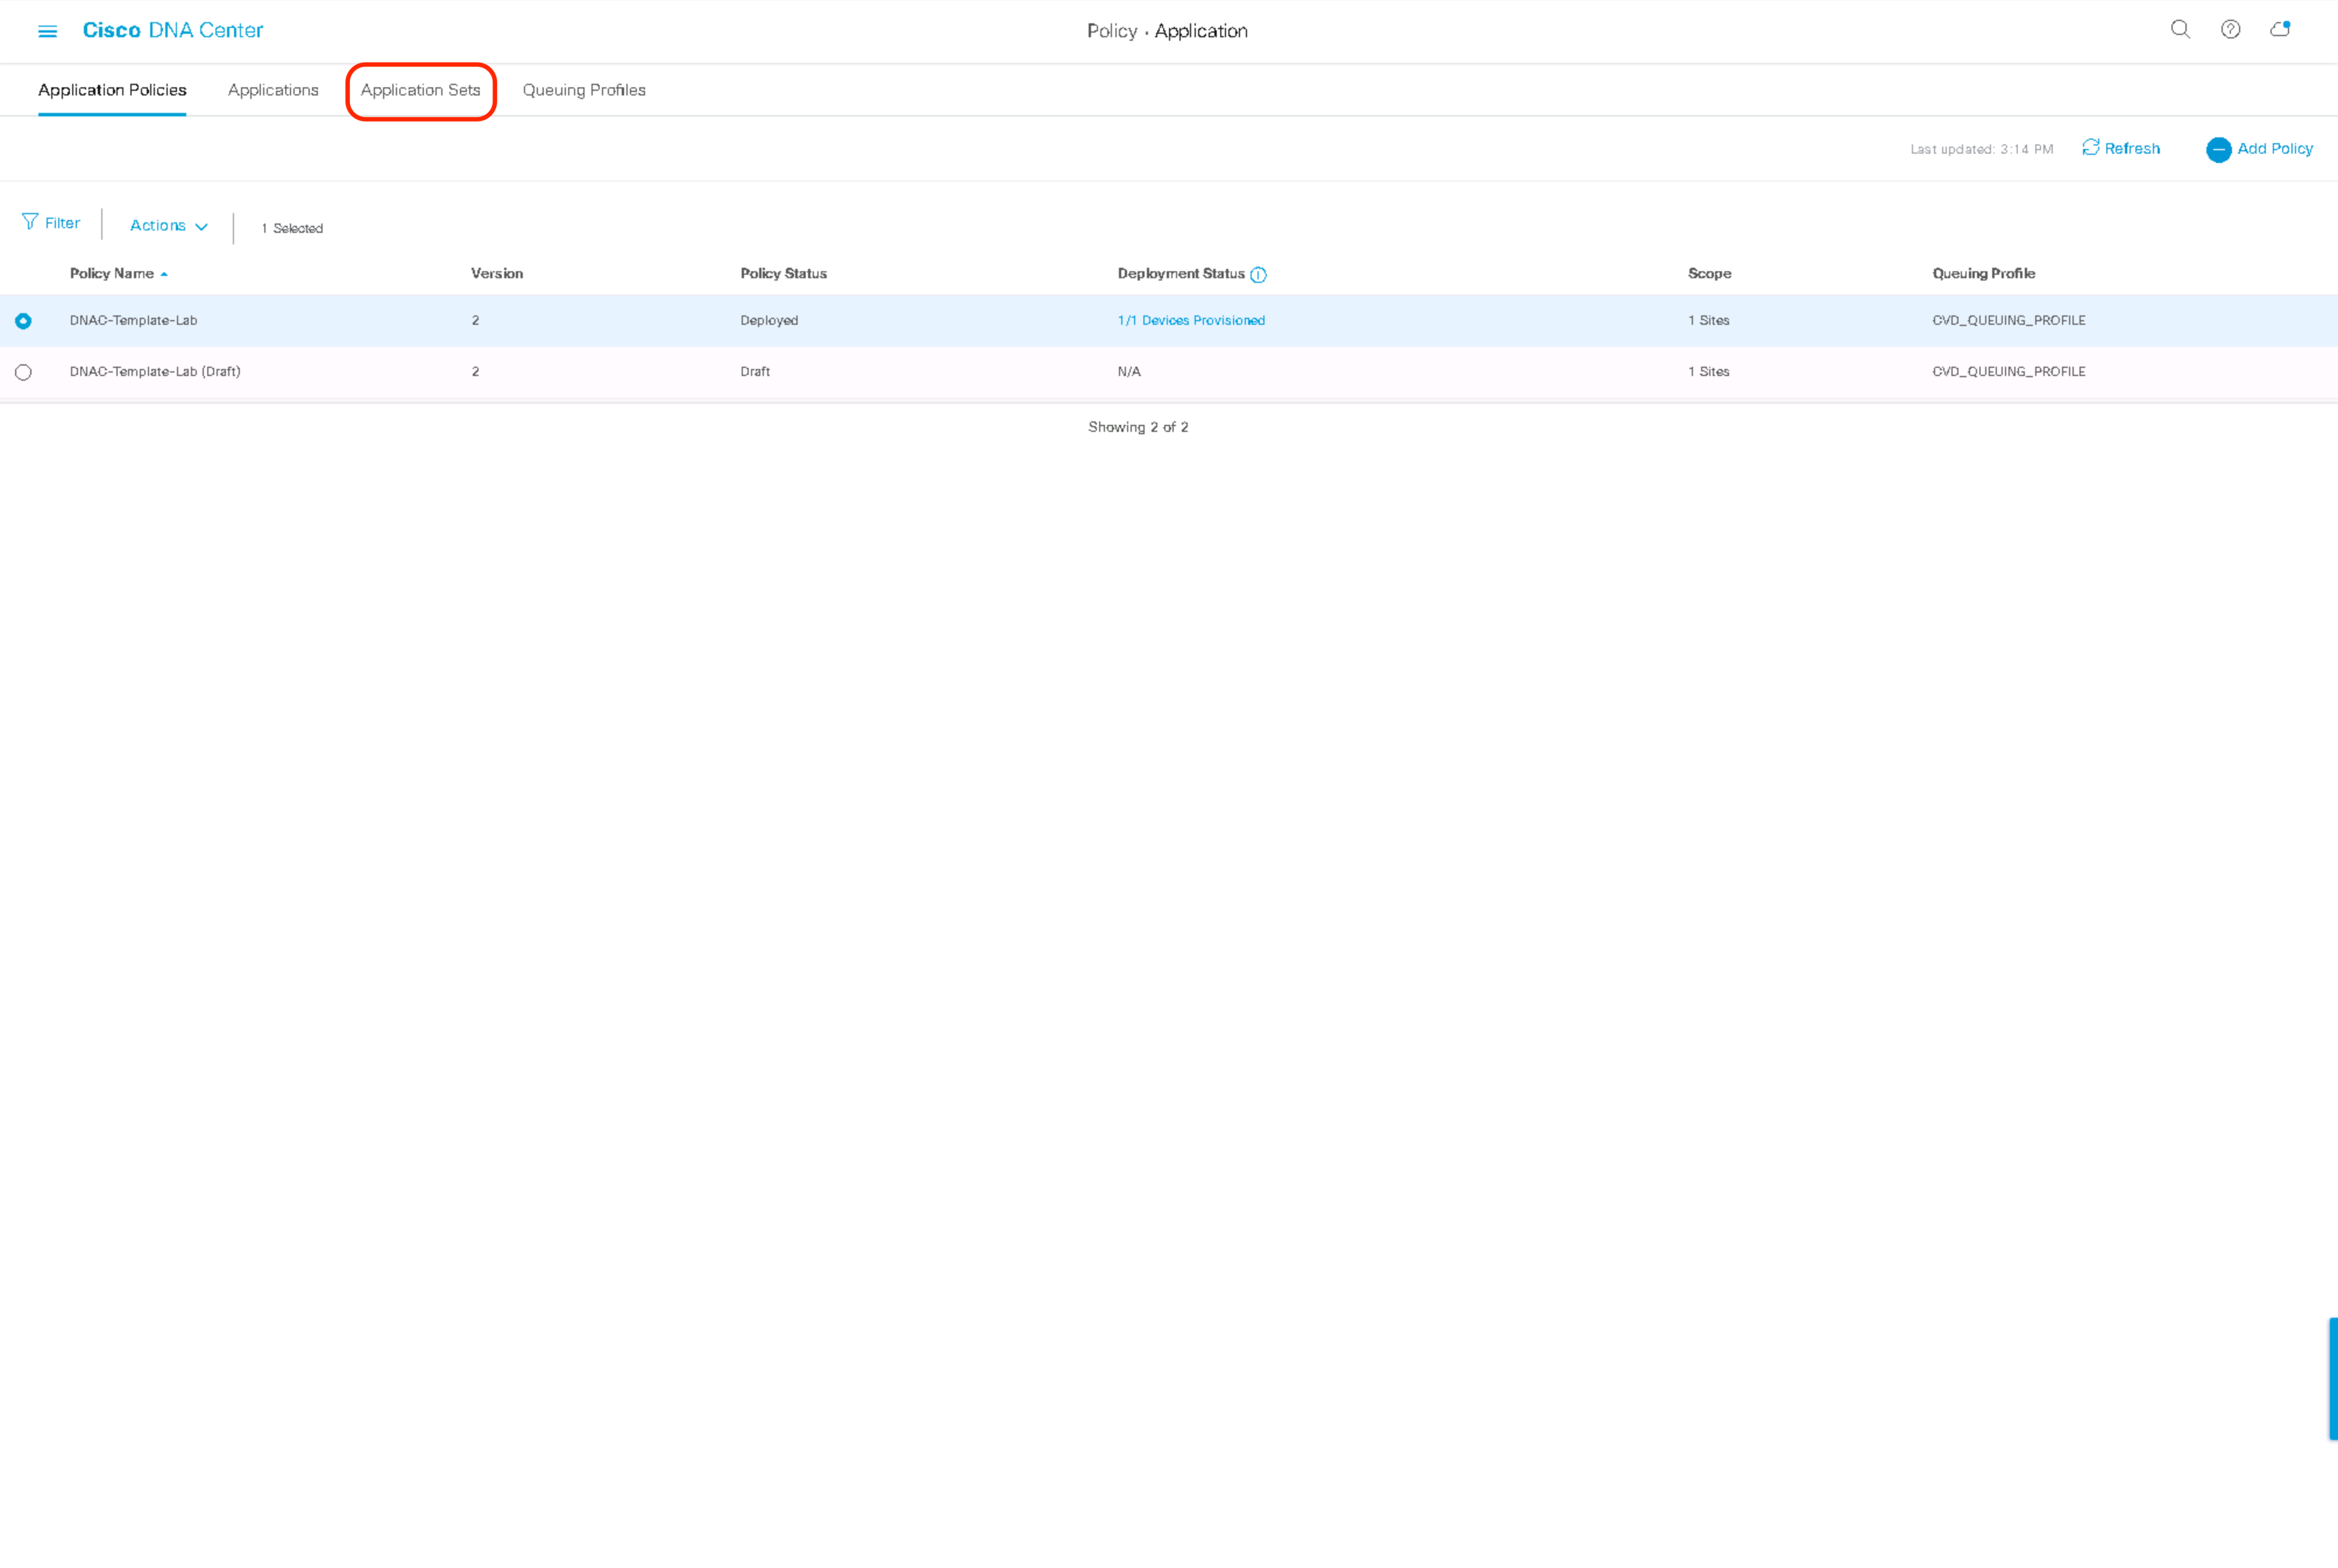 Cisco DNA Center
Policy · Application
Application Policies Applications Application Sets Queuing Profiles
Last updated: 3:14 PM Refresh Add Policy
Filter Actions 1 Selected
Policy Name Version Policy Status Deployment Status Scope Queuing Profile
DNAC-Template-Lab 2 Deployed 1/1 Devices Provisioned 1 Sites CVD_QUEUING_PROFILE
DNAC-Template-Lab (Draft) 2 Draft N/A 1 Sites CVD_QUEUING_PROFILE
Showing 2 of 2